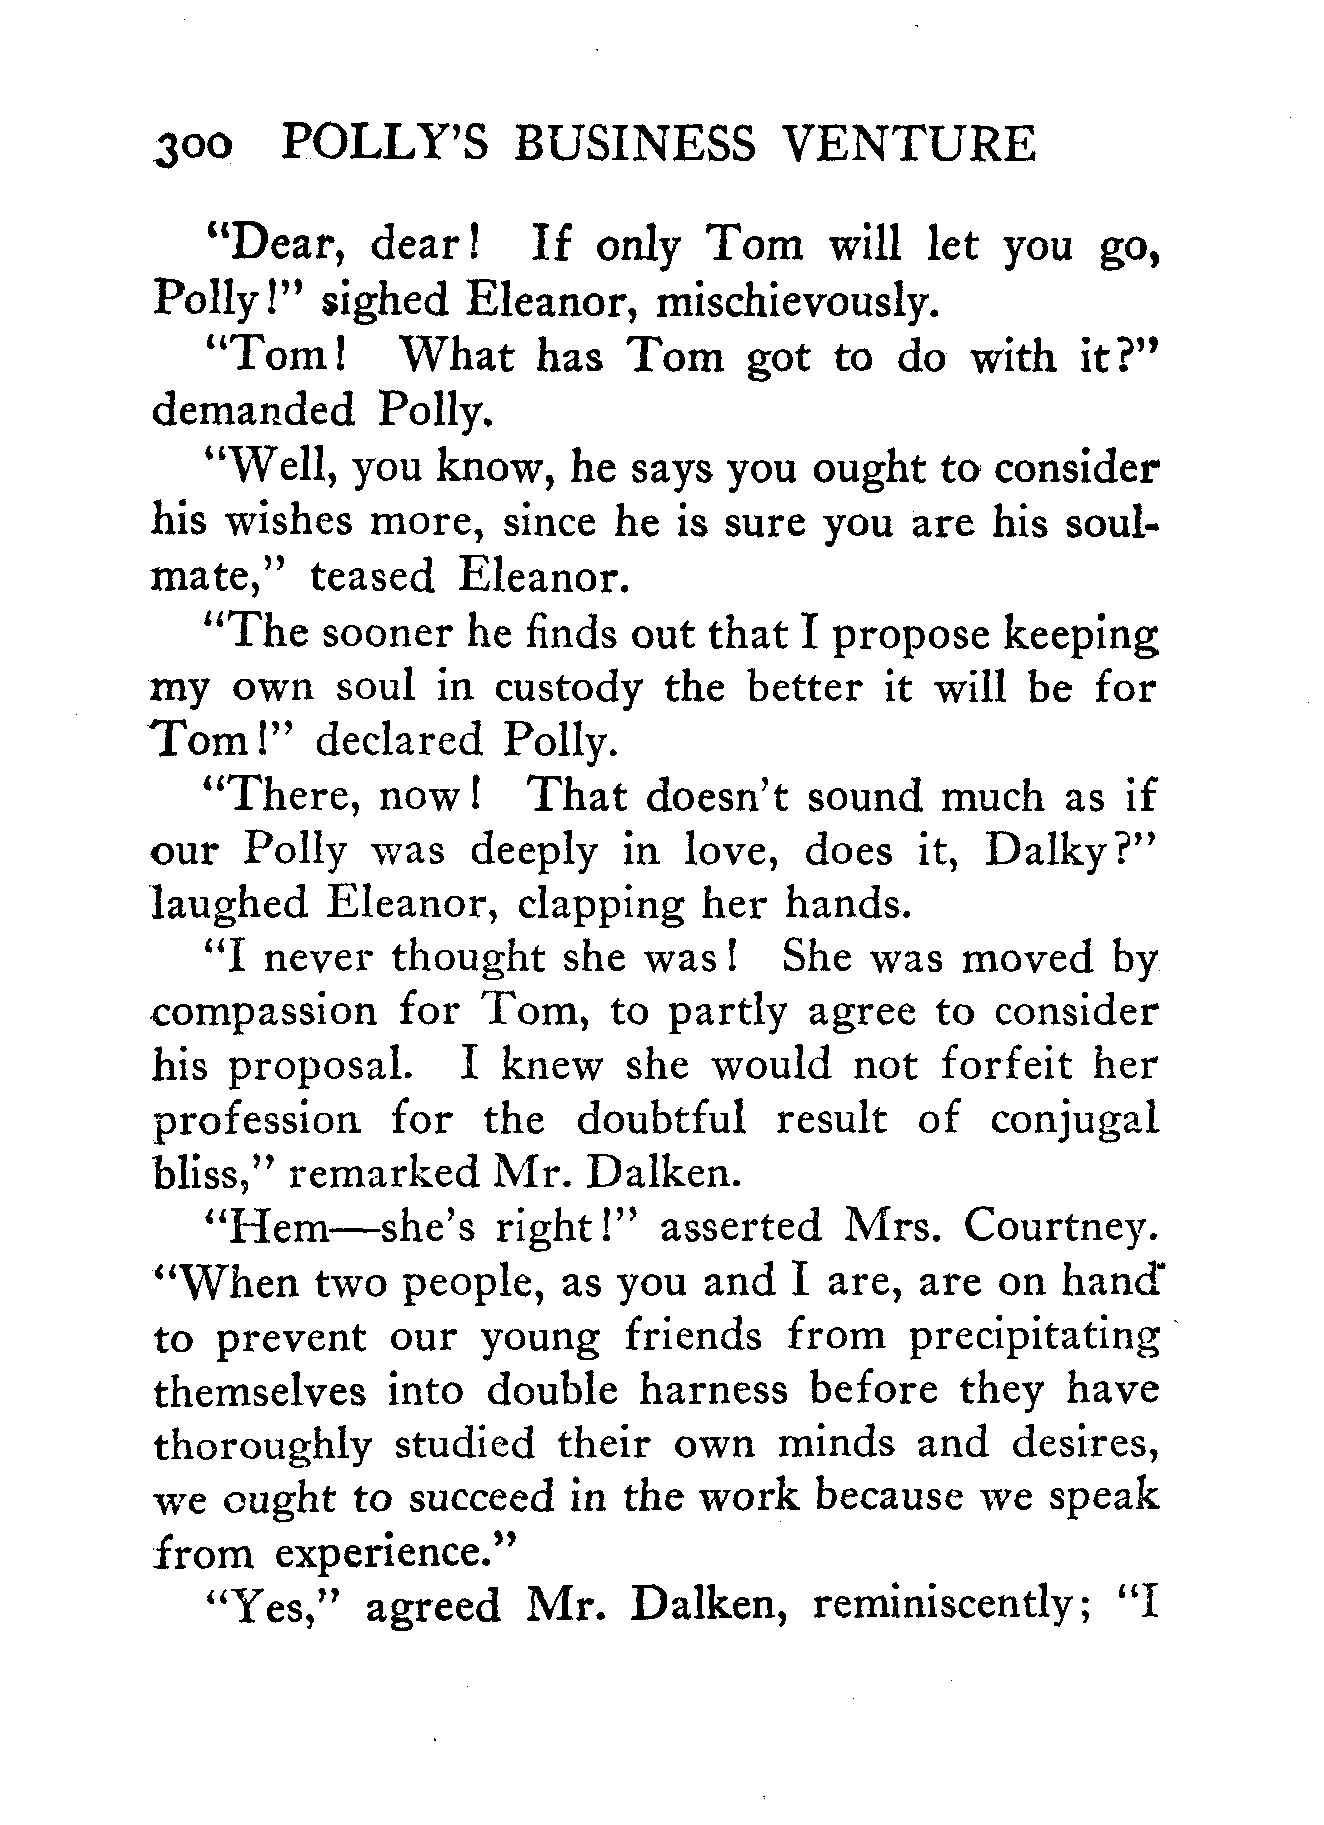 300 POLLY'S BUSINESS VENTURE
"Dear, dear! If only Tom will let you go,
Polly!" sighed Eleanor, mischievously.
"Tom! What has Tom got to do with it?"
demanded Polly.
"Well, you know, he says you ought to consider
his wishes more, since he is sure you are his soul-
mate," teased Eleanor.
"The sooner he finds out that I propose keeping
my own soul in custody the better it will be for
Tom!" declared Polly.
"There, now! That doesn't sound much as if
our Polly was deeply in love, does it, Dalky?"
laughed Eleanor, clapping her hands.
"I never thought she was! She was moved by
compassion for Tom, to partly agree to consider
his proposal. I knew she would not forfeit her
profession for the doubtful result of conjugal
bliss," remarked Mr. Dalken.
"Hem—she's right!" asserted Mrs. Courtney.
"When two people, as you and I are, are on hand
to prevent our young friends from precipitating
themselves into double harness before they have
thoroughly studied their own minds and desires,
we ought to succeed in the work because we speak
from experience."
"Yes," agreed Mr. Dalken, reminiscently; "I